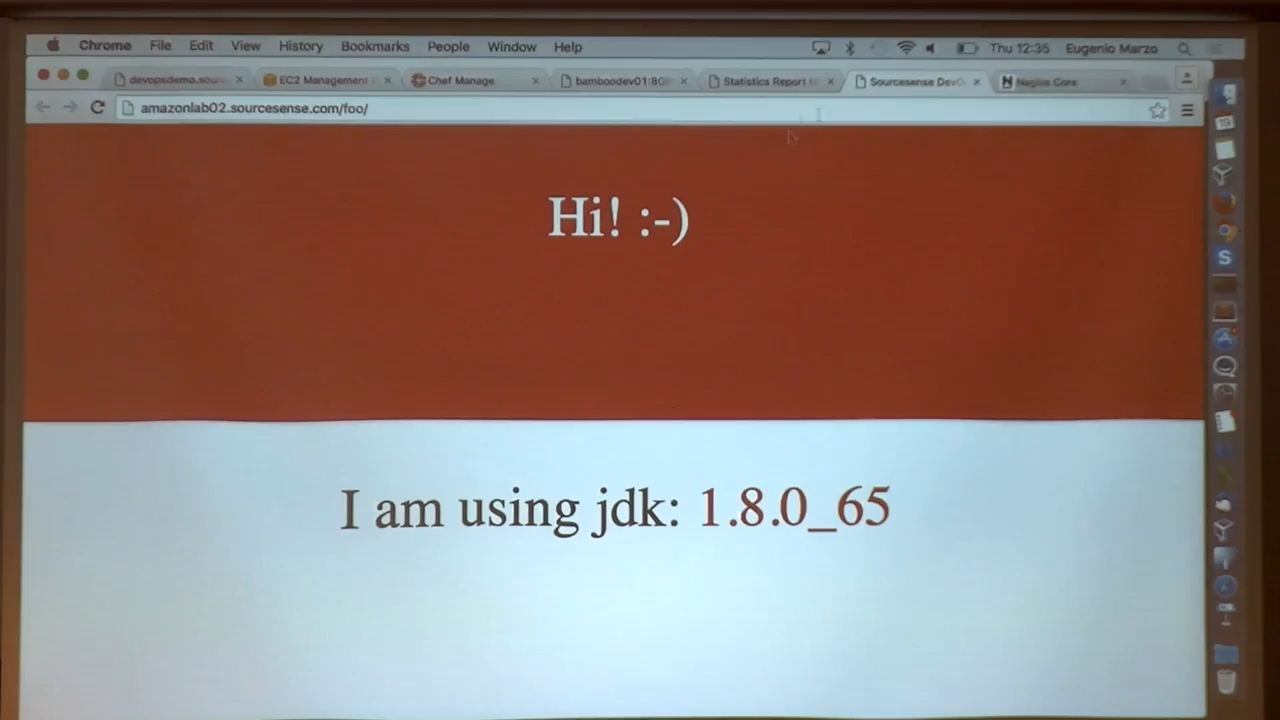 Chrome File Edit View History Bookmarks People Window Help Thu 12:35 Eugenio Marzo
devopsdemo.sour EC2 Management Chef Manage bamboodev01:808 Statistics Report Sourcesense DevO Nagios Core
amazonlab02.sourcesense.com/foo/
19
Hi! :-)
S
I am using jdk: 1.8.0_65